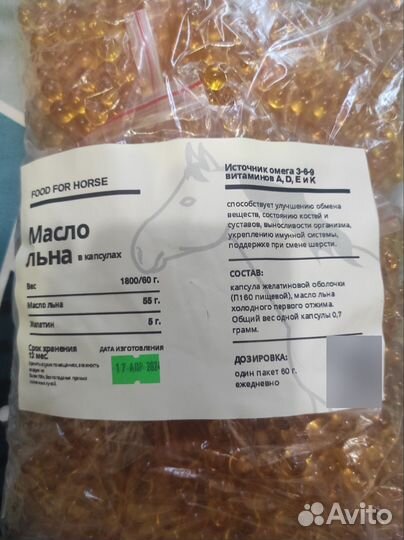 FOOD FOR HORSE
Масло
льна в капсулах
Вес 1800/60 г.
Масло льна 55 г.
Желатин 5 г.
Срок хранения
12 мес.
ДАТА ИЗГОТОВЛЕНИЯ
17 АПР 2024
Источник омега 3-6-9
витаминов A, D, E и K
способствует улучшению обмена
веществ, состоянию костей и
суставов, выносливости организма,
укреплению имунной системы,
поддержке при смене шерсти.
СОСТАВ:
капсула желатиновой оболочки
(П160 пищевой), масло льна
холодного первого отжима.
Общий вес одной капсулы 0,7
грамм.
ДОЗИРОВКА:
один пакет 60 г.
ежедневно
Avito